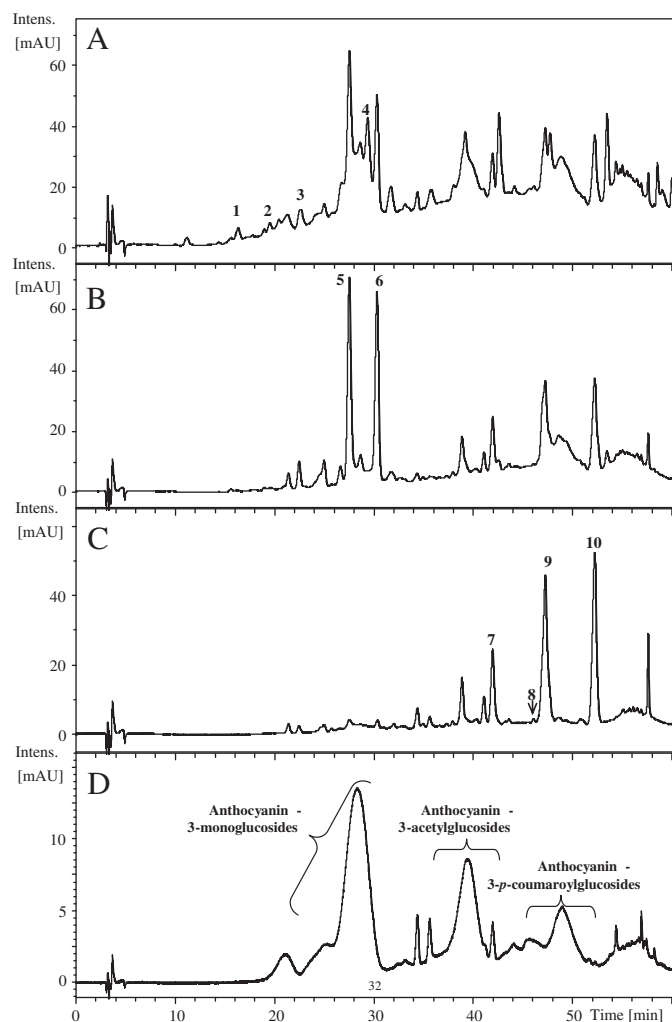 Intens.
[mAU]
A
60
40
20
0
1
2
3
4
Intens.
[mAU]
B
60
40
20
0
5
6
Intens.
[mAU]
C
40
20
0
7
8
9
10
Intens.
[mAU]
D
10
5
0
Anthocyanin -
3-monoglucosides
Anthocyanin -
3-acetylglucosides
Anthocyanin -
3-p-coumaroylglucosides
32
0 10 20 30 40 50 Time [min]